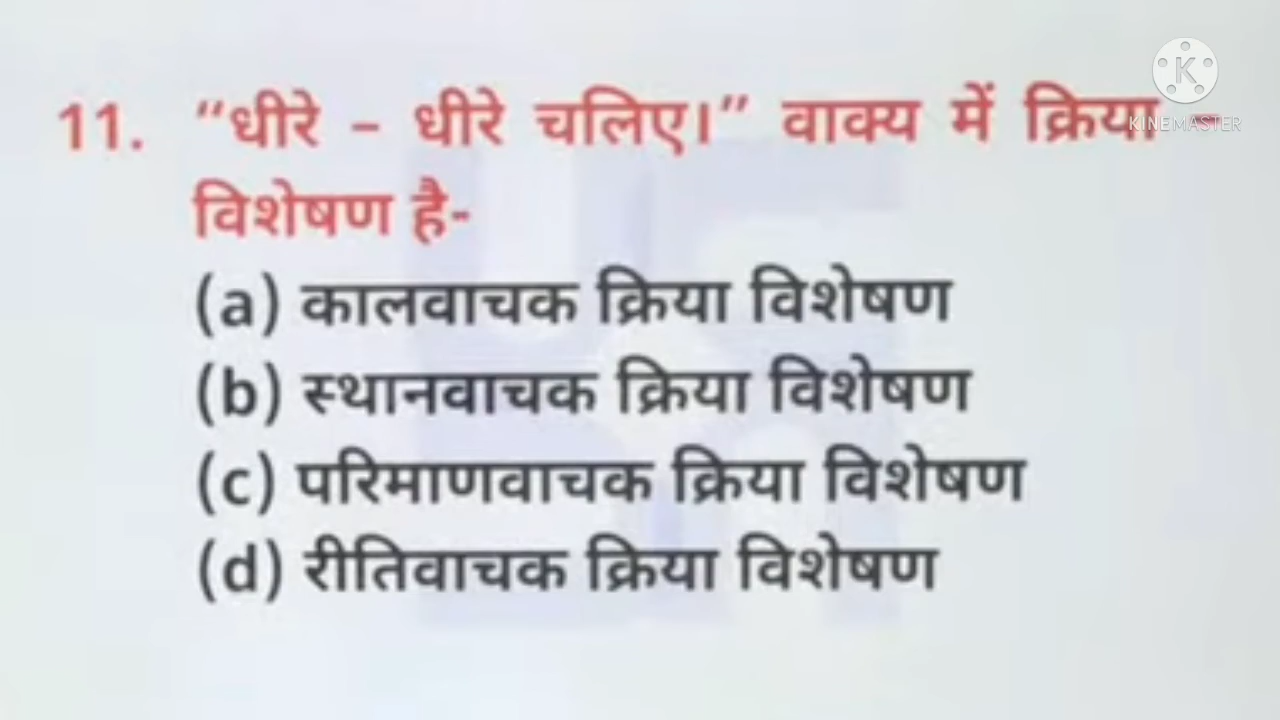 11. “धीरे – धीरे चलिए।” वाक्य में क्रिया
विशेषण है-
(a) कालवाचक क्रिया विशेषण
(b) स्थानवाचक क्रिया विशेषण
(c) परिमाणवाचक क्रिया विशेषण
(d) रीतिवाचक क्रिया विशेषण
K
KINEMASTER